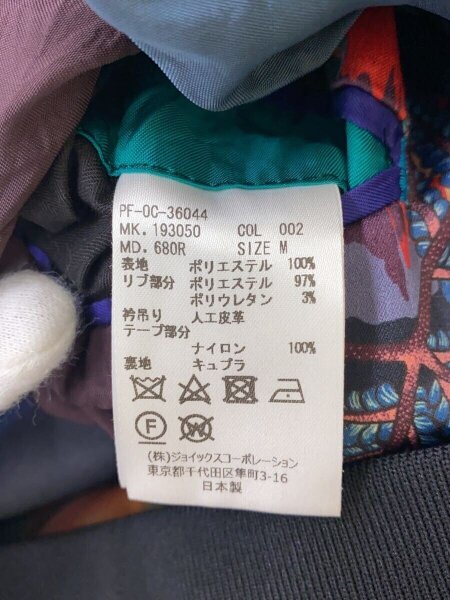 PF-OC-36044
MK. 193050 COL 002
MD. 680R SIZE M
表地 ポリエステル 100%
リブ部分 ポリエステル 97%
ポリウレタン 3%
衿吊り 人工皮革
テープ部分
ナイロン 100%
裏地 キュプラ
F W
(株)ジョイックスコーポレーション
東京都千代田区隼町3-16
日本製